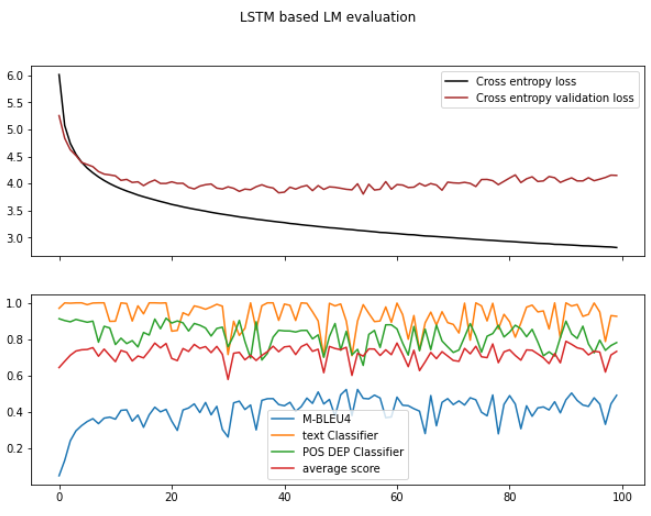 LSTM based LM evaluation
6.0
5.5
5.0
4.5
4.0
3.5
3.0
Cross entropy loss
Cross entropy validation loss
1.0
0.8
0.6
0.4
0.2
M-BLEU4
text Classifier
POS DEP Classifier
average score
0 20 40 60 80 100